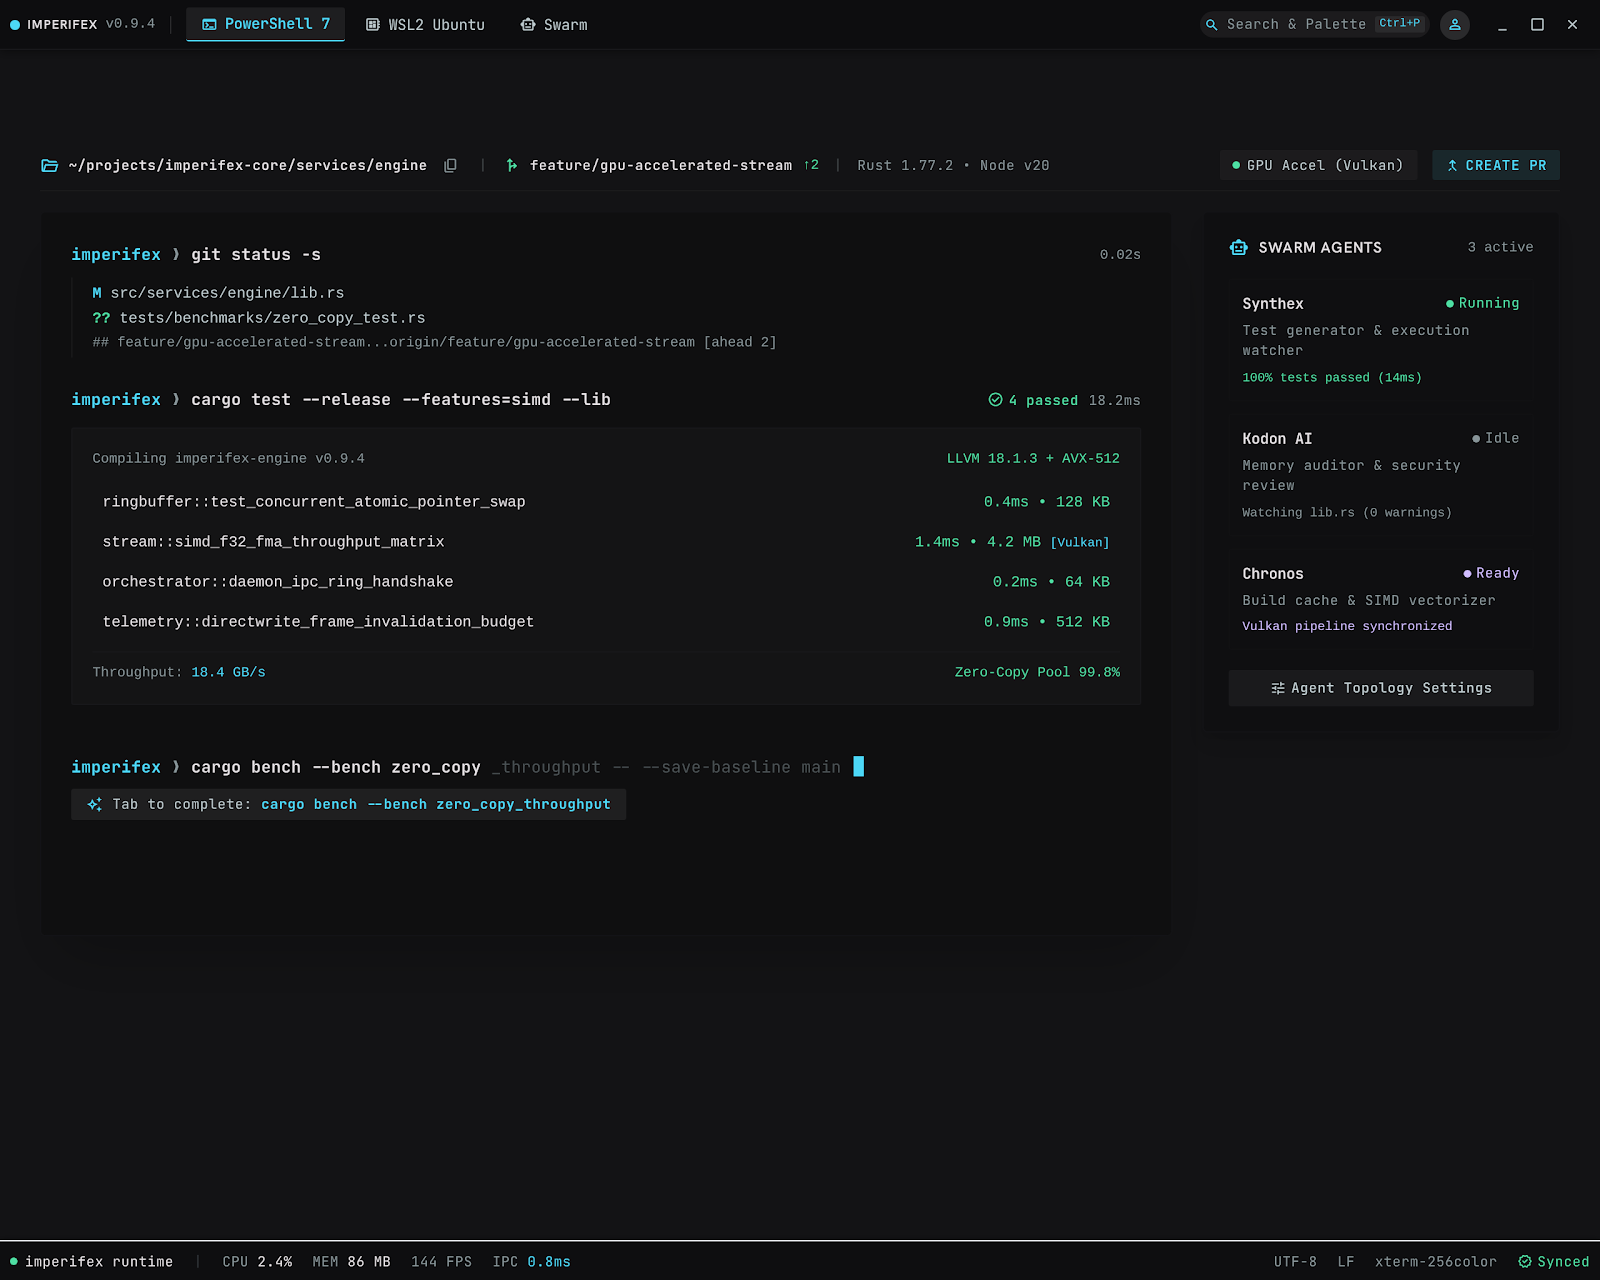 IMPERIFEX v0.9.4 PowerShell 7 WSL2 Ubuntu Swarm Search & Palette Ctrl+P
~/projects/imperifex-core/services/engine feature/gpu-accelerated-stream ↑2 Rust 1.77.2 • Node v20 GPU Accel (Vulkan) CREATE PR
imperifex ❯ git status -s 0.02s
M src/services/engine/lib.rs
?? tests/benchmarks/zero_copy_test.rs
## feature/gpu-accelerated-stream...origin/feature/gpu-accelerated-stream [ahead 2]
imperifex ❯ cargo test --release --features=simd --lib 4 passed 18.2ms
Compiling imperifex-engine v0.9.4 LLVM 18.1.3 + AVX-512
ringbuffer::test_concurrent_atomic_pointer_swap 0.4ms • 128 KB
stream::simd_f32_fma_throughput_matrix 1.4ms • 4.2 MB [Vulkan]
orchestrator::daemon_ipc_ring_handshake 0.2ms • 64 KB
telemetry::directwrite_frame_invalidation_budget 0.9ms • 512 KB
Throughput: 18.4 GB/s Zero-Copy Pool 99.8%
imperifex ❯ cargo bench --bench zero_copy _throughput -- --save-baseline main
Tab to complete: cargo bench --bench zero_copy_throughput
SWARM AGENTS 3 active
Synthex Running
Test generator & execution
watcher
100% tests passed (14ms)
Kodon AI Idle
Memory auditor & security
review
Watching lib.rs (0 warnings)
Chronos Ready
Build cache & SIMD vectorizer
Vulkan pipeline synchronized
Agent Topology Settings
imperifex runtime CPU 2.4% MEM 86 MB 144 FPS IPC 0.8ms UTF-8 LF xterm-256color Synced